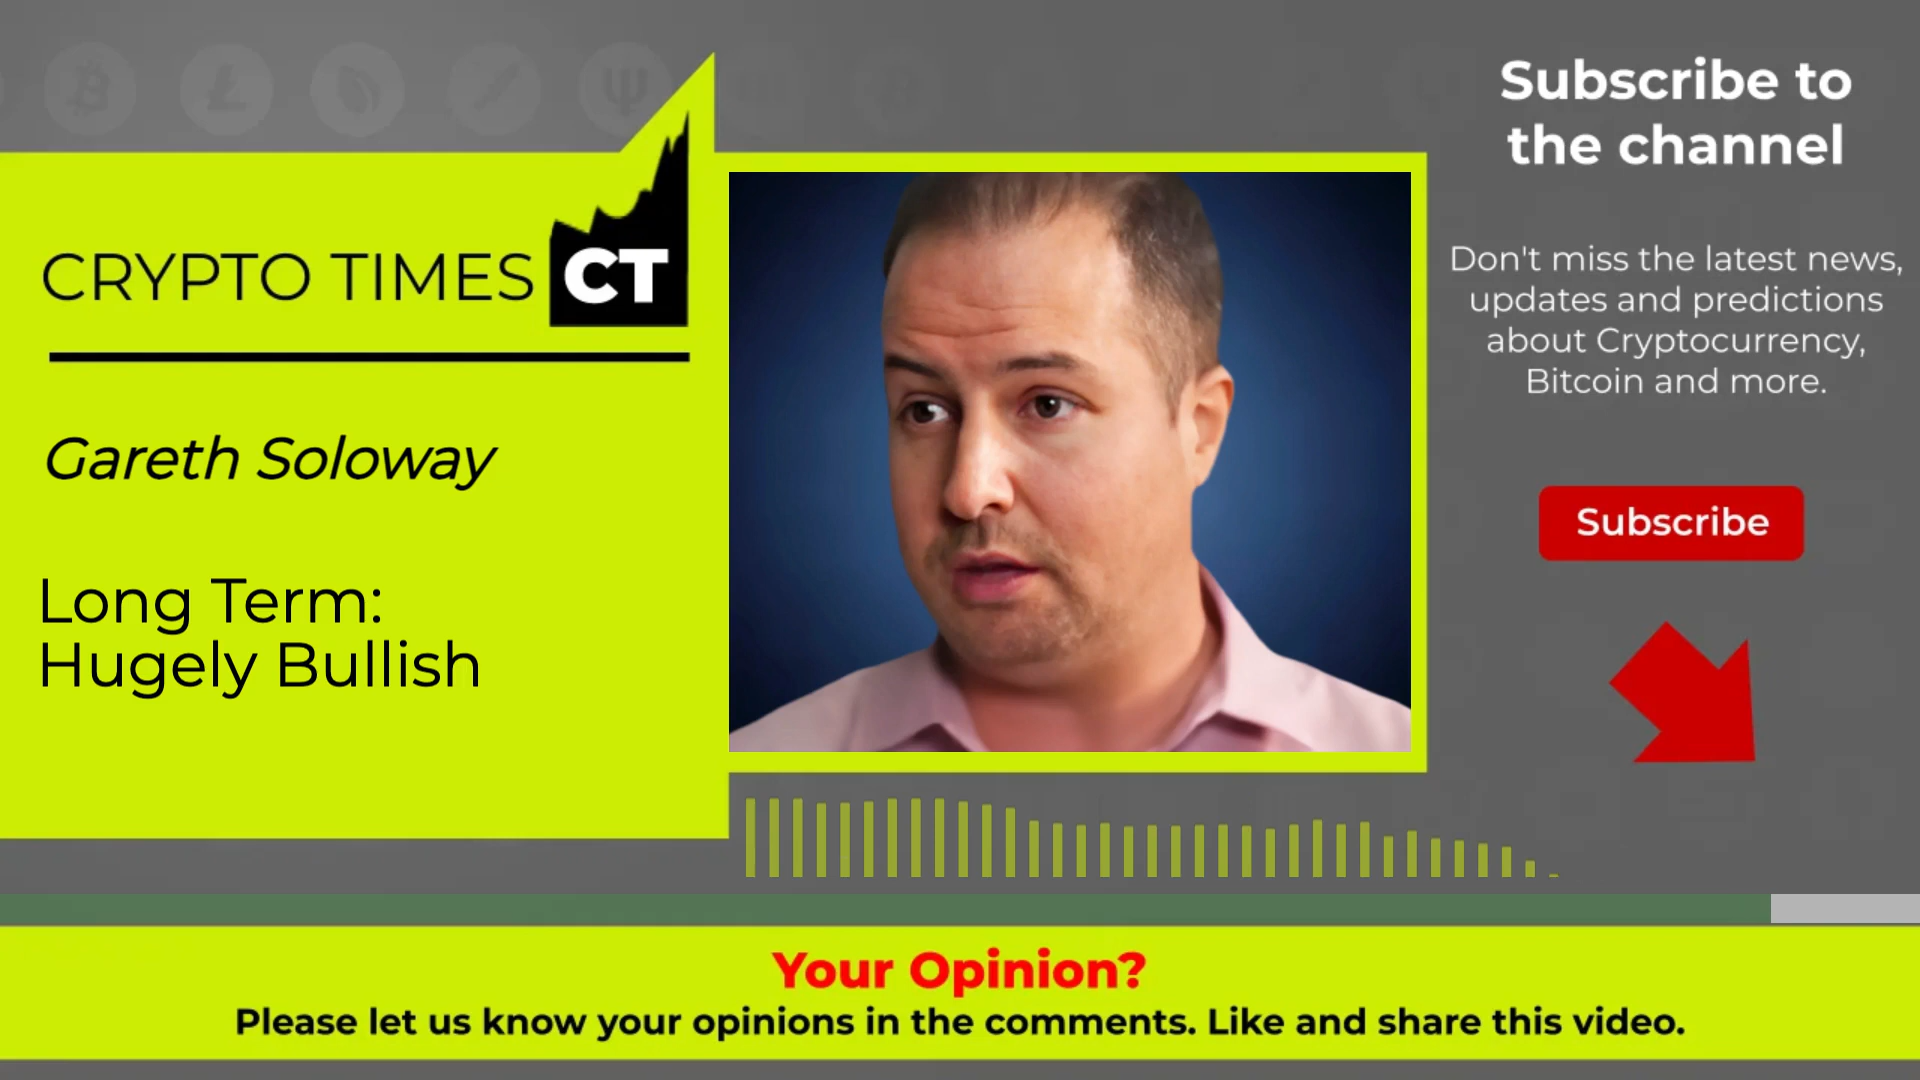 CRYPTO TIMES CT
Gareth Soloway
Long Term:
Hugely Bullish
Subscribe to
the channel
Don't miss the latest news,
updates and predictions
about Cryptocurrency,
Bitcoin and more.
Subscribe
Your Opinion?
Please let us know your opinions in the comments. Like and share this video.